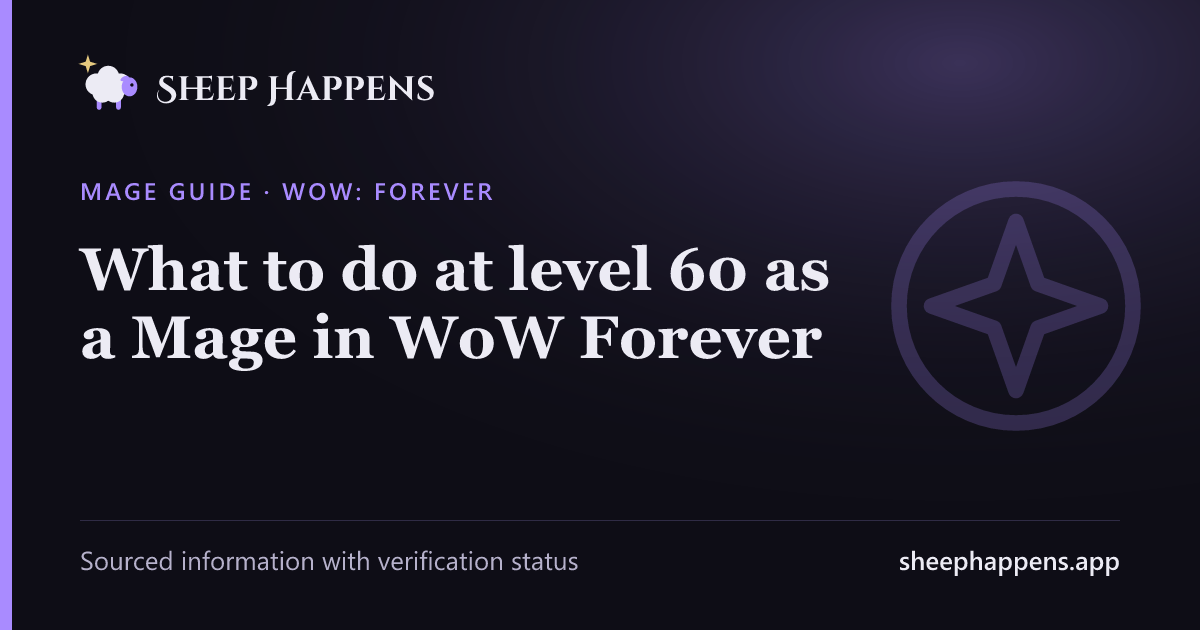 Sheep Happens
MAGE GUIDE · WOW: FOREVER
What to do at level 60 as
a Mage in WoW Forever
Sourced information with verification status
sheephappens.app